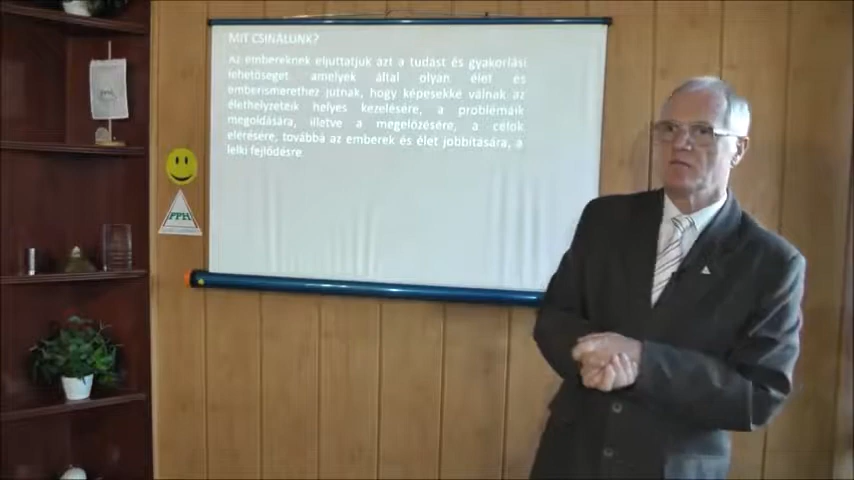 MIT CSINÁLUNK?
Az embereknek eljuttatjuk azt a tudást és gyakorlási
lehetőséget amelyek által olyan élet és
emberismerethez jutnak, hogy képesekké válnak az
élethelyzeteik helyes kezelésére, a problémáik
megoldására, illetve a megelőzésére, a célok
elérésére, továbbá az emberek és élet jobbítására, a
lelki fejlődésre.
PPH